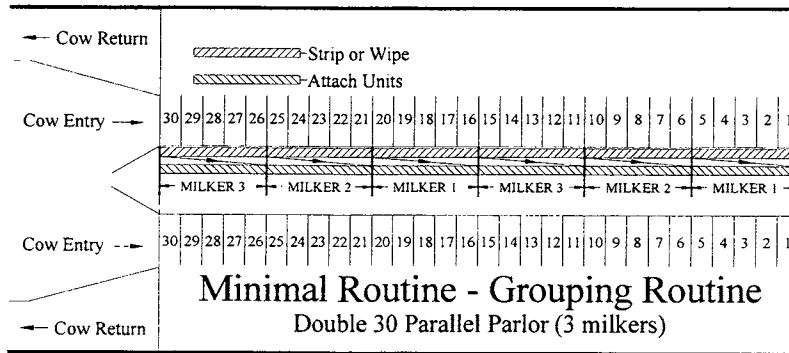 Cow Return
Strip or Wipe
Attach Units
Cow Entry 30 29 28 27 26 25 24 23 22 21 20 19 18 17 16 15 14 13 12 11 10 9 8 7 6 5 4 3 2 1
MILKER 3 MILKER 2 MILKER 1 MILKER 3 MILKER 2 MILKER 1
Cow Entry 30 29 28 27 26 25 24 23 22 21 20 19 18 17 16 15 14 13 12 11 10 9 8 7 6 5 4 3 2 1
Minimal Routine - Grouping Routine
Cow Return Double 30 Parallel Parlor (3 milkers)